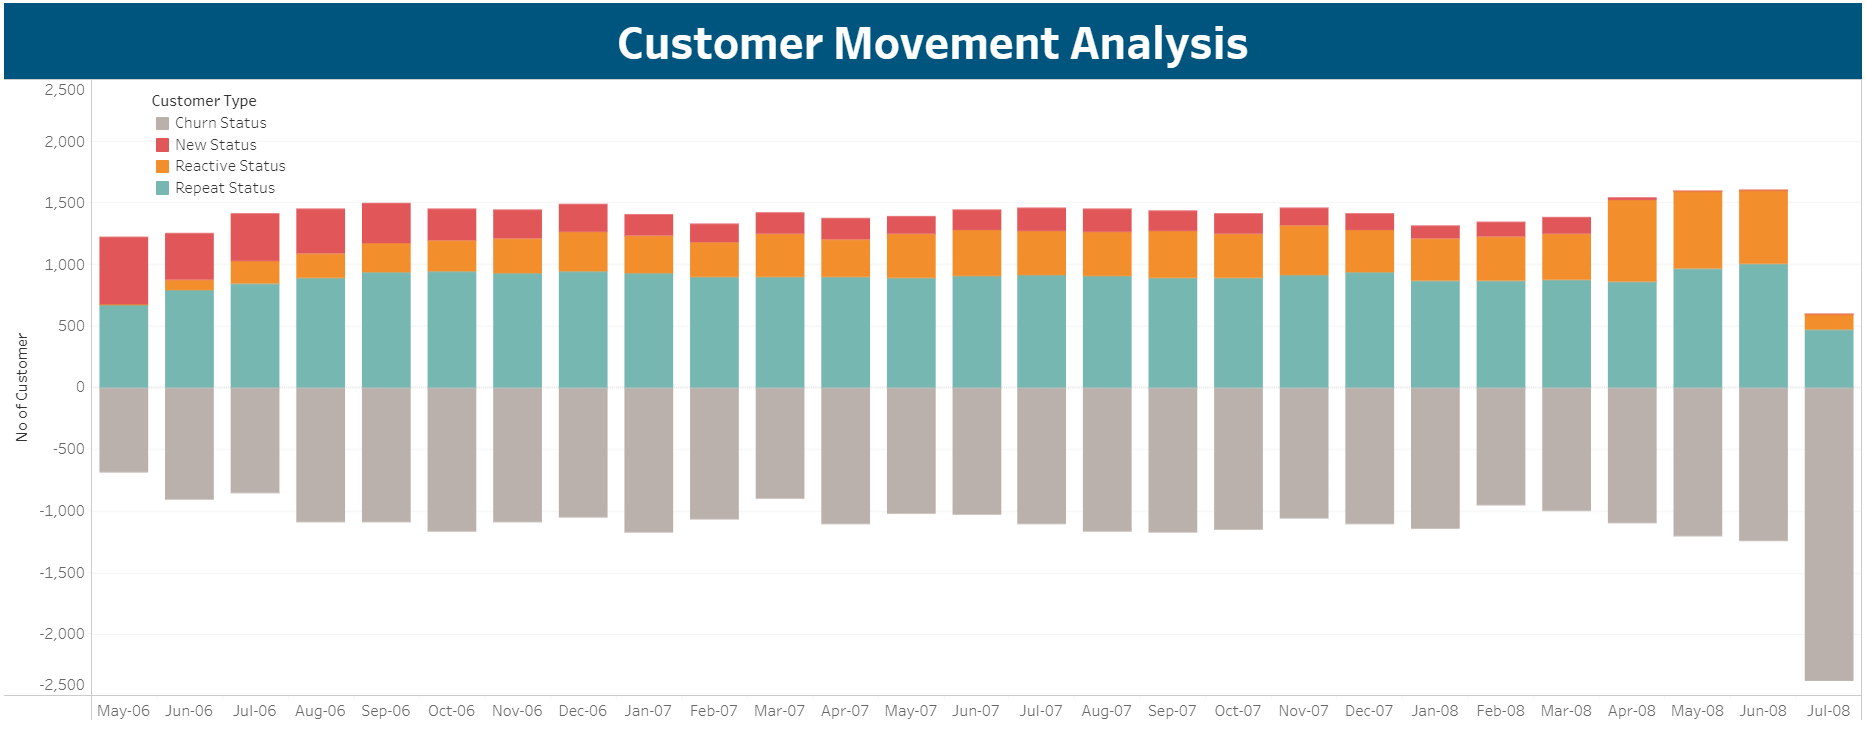 Customer Movement Analysis
Customer Type
Churn Status
New Status
Reactive Status
Repeat Status
No of Customer
2,500
2,000
1,500
1,000
500
0
-500
-1,000
-1,500
-2,000
-2,500
May-06 Jun-06 Jul-06 Aug-06 Sep-06 Oct-06 Nov-06 Dec-06 Jan-07 Feb-07 Mar-07 Apr-07 May-07 Jun-07 Jul-07 Aug-07 Sep-07 Oct-07 Nov-07 Dec-07 Jan-08 Feb-08 Mar-08 Apr-08 May-08 Jun-08 Jul-08